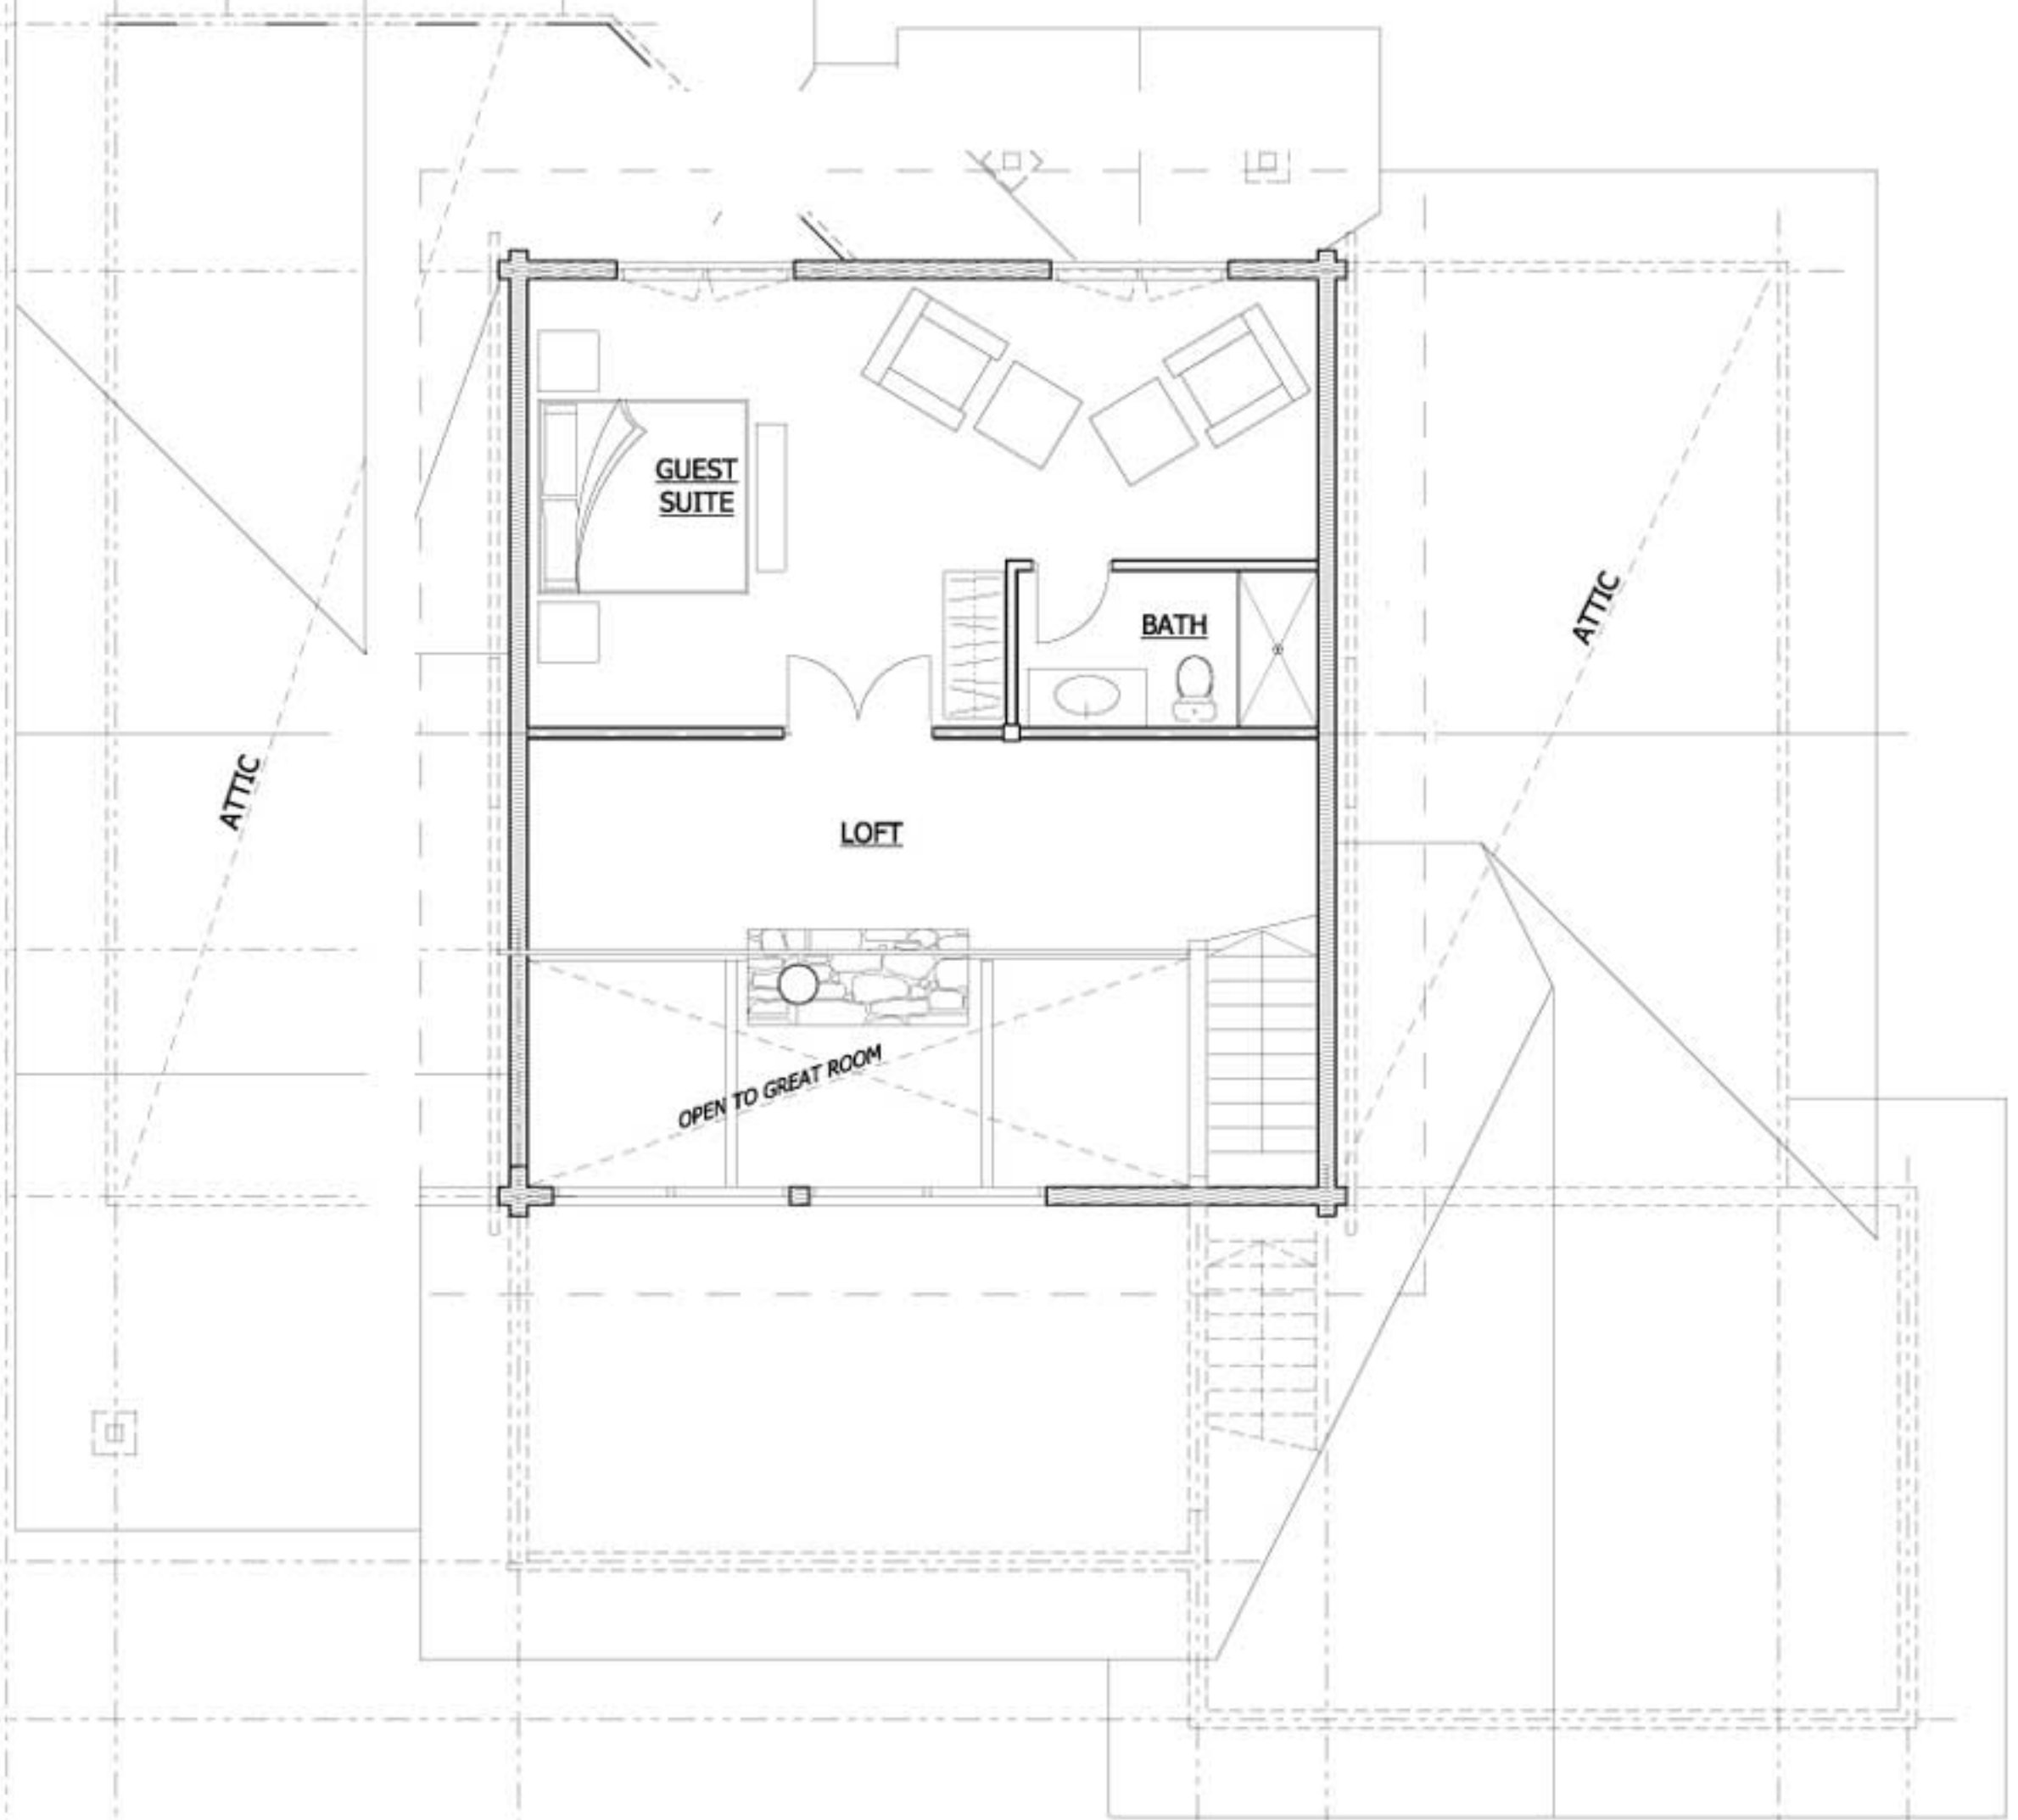 GUEST
SUITE
BATH
ATTIC
ATTIC
LOFT
OPEN TO GREAT ROOM